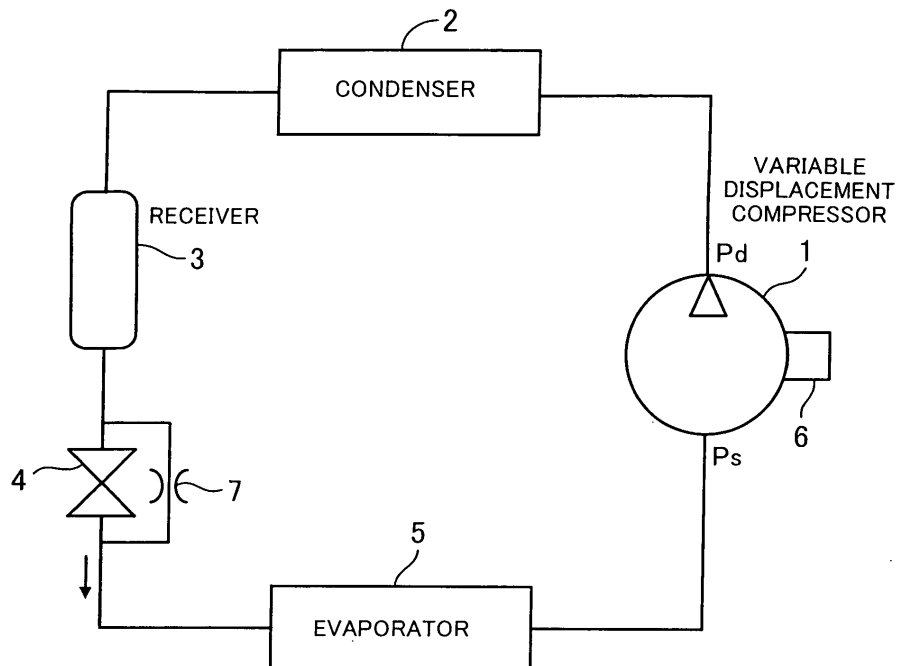 2
CONDENSER
VARIABLE
DISPLACEMENT
COMPRESSOR
RECEIVER
3
Pd
1
6
Ps
4
7
5
EVAPORATOR